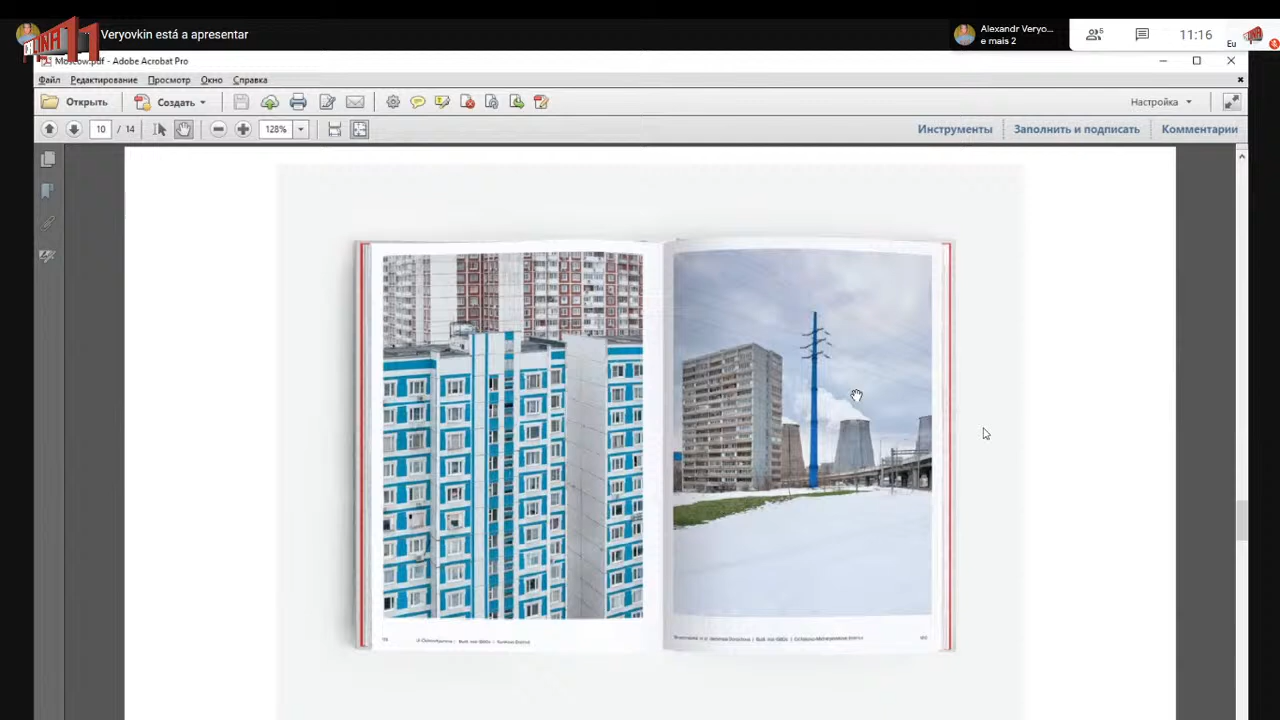 Veryovkin está a apresentar
Alexandr Veryo...
e mais 2
6
11:16
Eu
Moscow.pdf - Adobe Acrobat Pro
Файл Редактирование Просмотр Окно Справка
Открыть Создать Настройка
10 / 14 128% Инструменты Заполнить и подписать Комментарии